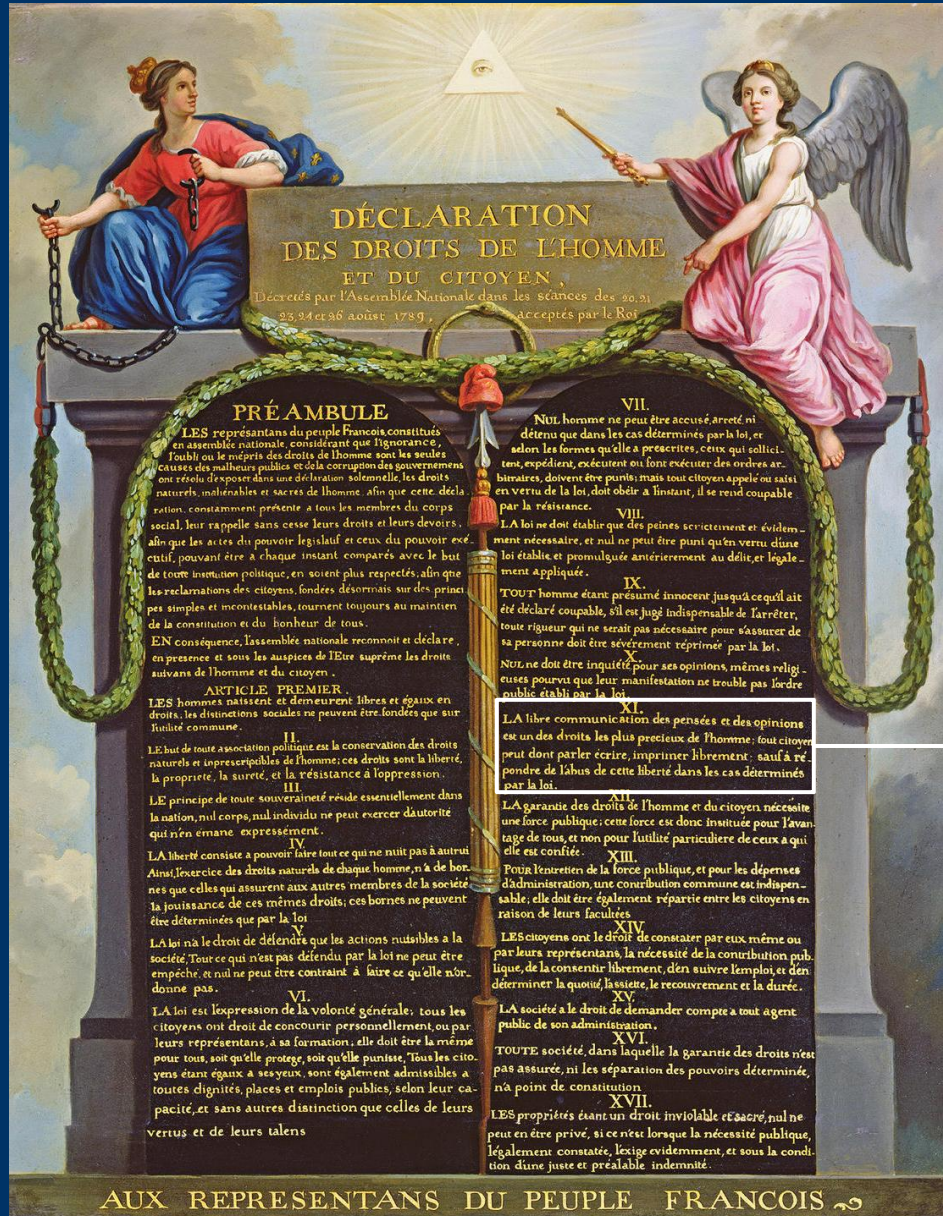 DÉCLARATION
DES DROITS DE L'HOMME
ET DU CITOYEN,
Décretés par l'Assemblée Nationale dans les séances des 20, 21
23, 24 et 26 aoûst 1789, acceptés par le Roi
PRÉAMBULE
LES représantans du peuple Francois, constitués
en assemblée nationale, considérant que l'ignorance,
l'oubli ou le mépris des droits de l'homme sont les seules
causes des malheurs publics et de la corruption des gouvernemens
ont résolu d'exposer dans une déclaration solemnelle, les droits
naturels, inaliénables et sacrés de l'homme: afin que cette décla
ration, constamment présente a tous les membres du corps
social, leur rappelle sans cesse leurs droits et leurs devoirs,
afin que les actes du pouvoir legislatif et ceux du pouvoir exé
cutif, pouvant être a chaque instant comparés avec le but
de toute institution politique, en soient plus respectés; afin que
les reclamations des citoyens, fondées désormais sur des princi
pes simples et incontestables, tournent toujours au maintien
de la constitution et du bonheur de tous.
EN conséquence, l'assemblée nationale reconnoit et déclare,
en presence et sous les auspices de l'Etre suprême les droits
suivans de l'homme et du citoyen.
ARTICLE PREMIER.
LES hommes naissent et demeurent libres et égaux en
droits, les distinctions sociales ne peuvent être fondées que sur
l'utilité commune.
II.
LE but de toute association politique est la conservation des droits
naturels et inprescriptibles de l'homme; ces droits sont la liberté,
la proprieté, la sureté, et la résistance à l'oppression.
III.
LE principe de toute souveraineté réside essentiellement dans
la nation, nul corps, nul individu ne peut exercer d'autorité
qui n'en émane expressément.
IV.
LA liberté consiste a pouvoir faire tout ce qui ne nuit pas à autrui
Ainsi, l'exercice des droits naturels de chaque homme, n'a de bor-
nes que celles qui assurent aux autres membres de la société
la jouissance de ces mêmes droits; ces bornes ne peuvent
être déterminées que par la loi
V.
LA loi n'a le droit de défendre que les actions nuisibles a la
société, Tout ce qui n'est pas défendu par la loi ne peut être
empêché, et nul ne peut être contraint à faire ce qu'elle n'or-
donne pas.
VI.
LA loi est l'expression de la volonté générale; tous les
citoyens ont droit de concourir personnellement, ou par
leurs représentans, à sa formation; elle doit être la même
pour tous, soit qu'elle protege, soit qu'elle punisse, Tous les cito-
yens étant égaux a ses yeux, sont également admissibles a
toutes dignités, places et emplois publics, selon leur ca-
pacité, et sans autres distinction que celles de leurs
vertus et de leurs talens
VII.
NUL homme ne peut être accusé, arreté, ni
détenu que dans les cas déterminés par la loi, et
selon les formes qu'elle a prescrites, ceux qui sollici-
tent, expédient, exécutent ou font exécuter des ordres ar-
bitraires, doivent être punis; mais tout citoyen appelé ou saisi
en vertu de la loi, doit obéir a l'instant, il se rend coupable
par la résistance.
VIII.
LA loi ne doit établir que des peines strictement et évidem-
ment nécessaire, et nul ne peut être puni qu'en vertu d'une
loi établie, et promulguée antérierement au délit, et légale-
ment appliquée.
IX.
TOUT homme étant présumé innocent jusqu'a ce qu'il ait
été déclaré coupable, s'il est jugé indispensable de l'arrêter,
toute rigueur qui ne serait pas nécessaire pour s'assurer de
sa personne doit être sévèrement réprimée par la loi.
X.
NUL ne doit être inquiété pour ses opinions, mêmes religi-
euses pourvu que leur manifestation ne trouble pas l'ordre
public établi par la loi.
XI.
LA libre communication des pensées et des opinions
est un des droits les plus precieux de l'homme; tout citoyen
peut dont parler écrire, imprimer librement; sauf à ré-
pondre de l'abus de cette liberté dans les cas déterminés
par la loi.
XII.
LA garantie des droits de l'homme et du citoyen nécessite
une force publique; cette force est donc instituée pour l'avan-
tage de tous, et non pour l'utilité particuliere de ceux a qui
elle est confiée.
XIII.
POUR l'entretien de la force publique, et pour les dépenses
d'administration, une contribution commune est indispen-
sable; elle doit être également répartie entre les citoyens en
raison de leurs facultées
XIV.
LES citoyens ont le droit de constater par eux même ou
par leurs représentans, la nécessité de la contribution pub-
lique, de la consentir librement, d'en suivre l'emploi, et d'en
déterminer la quotité, l'assiette, le recouvrement et la durée.
XV.
LA société a le droit de demander compte a tout agent
public de son administration.
XVI.
TOUTE société, dans laquelle la garantie des droits n'est
pas assurée, ni les séparation des pouvoirs déterminée,
n'a point de constitution
XVII.
LES propriétés étant un droit inviolable et sacré, nul ne
peut en être privé, si ce n'est lorsque la nécessité publique,
légalement constatée, l'exige evidemment, et sous la condi-
tion d'une juste et préalable indemnité.
AUX REPRESENTANS DU PEUPLE FRANCOIS